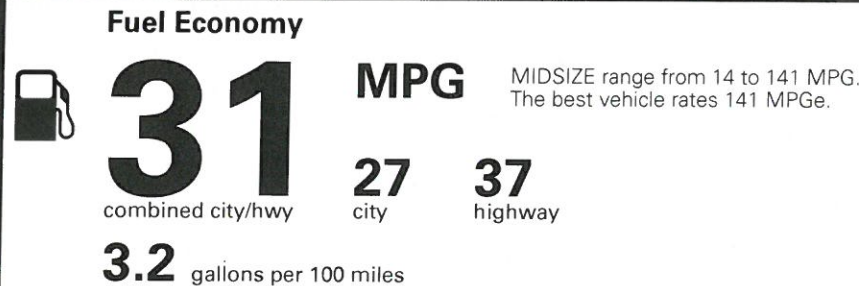 Fuel Economy
31 MPG
MIDSIZE range from 14 to 141 MPG.
The best vehicle rates 141 MPGe.
combined city/hwy
27 city
37 highway
3.2 gallons per 100 miles